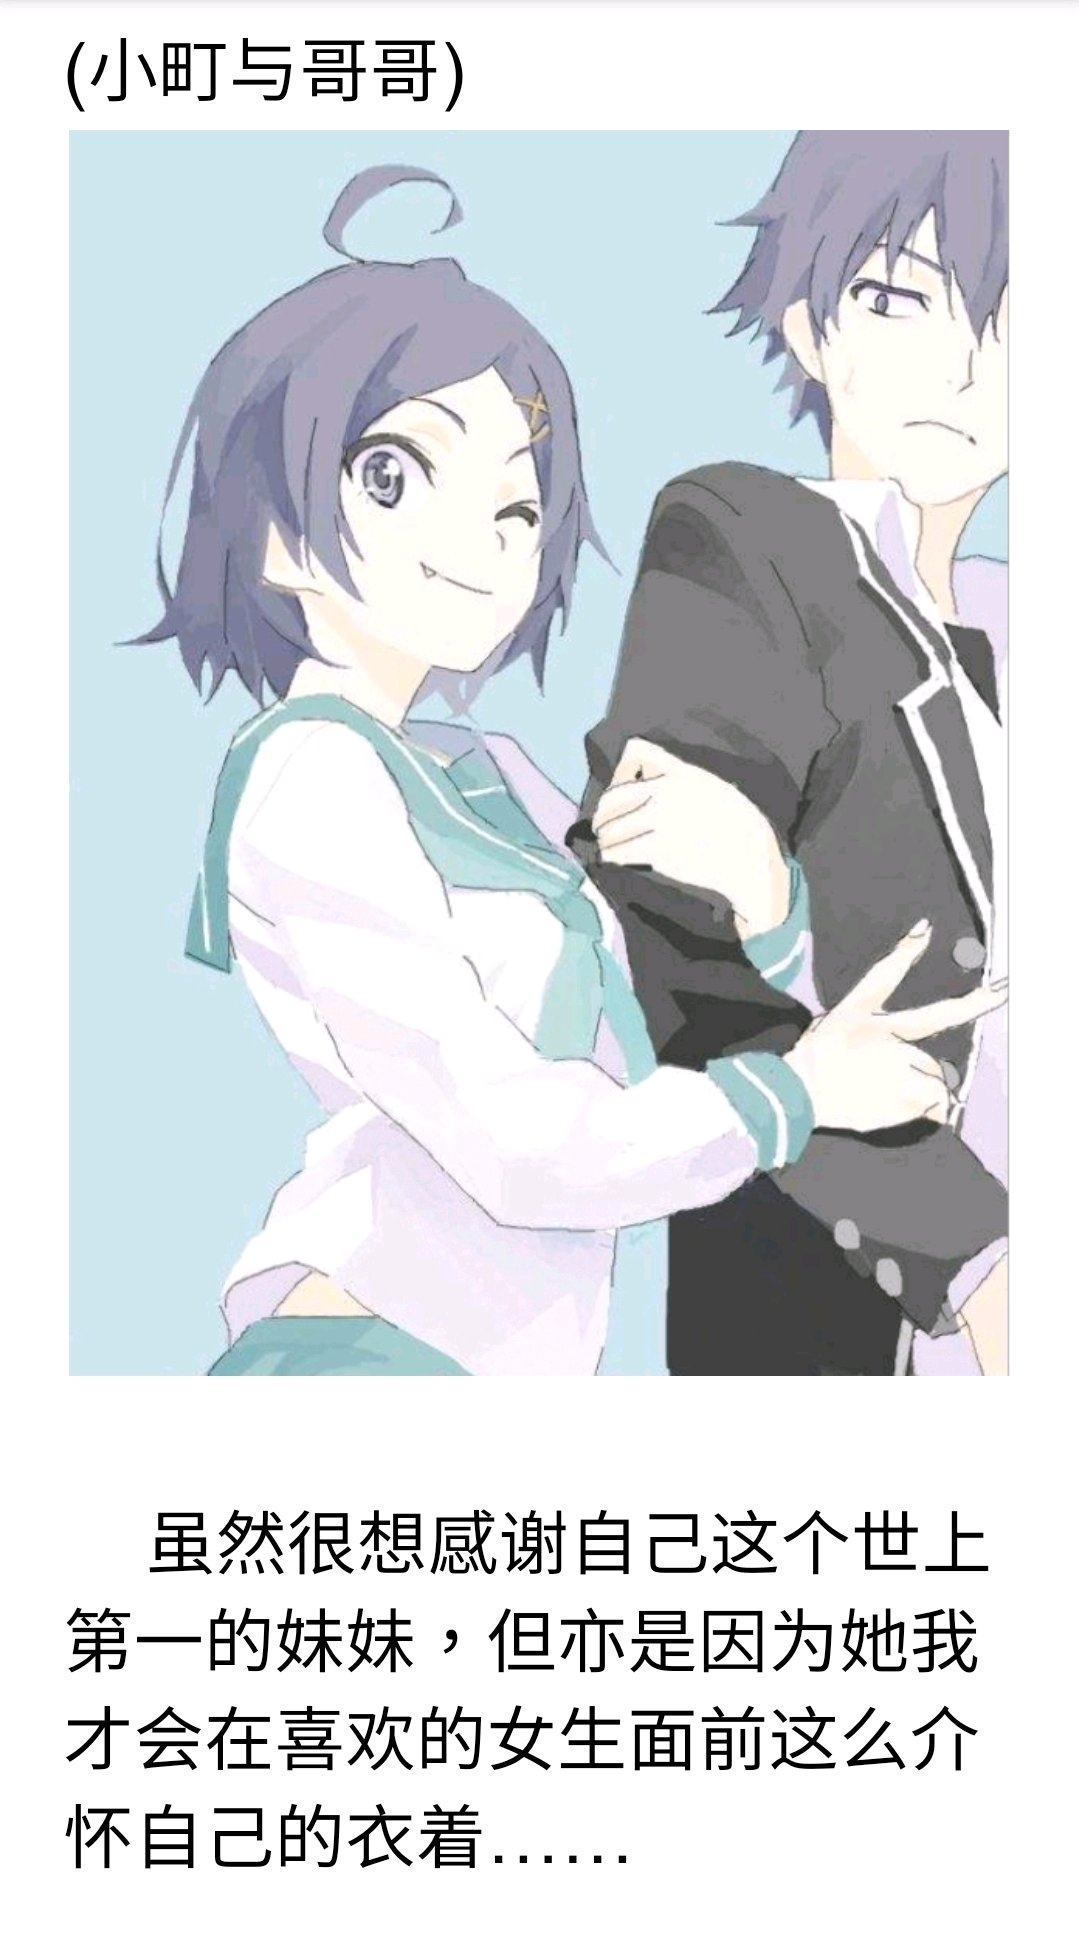 (小町与哥哥)
虽然很想感谢自己这个世上
第一的妹妹，但亦是因为她我
才会在喜欢的女生面前这么介
怀自己的衣着……